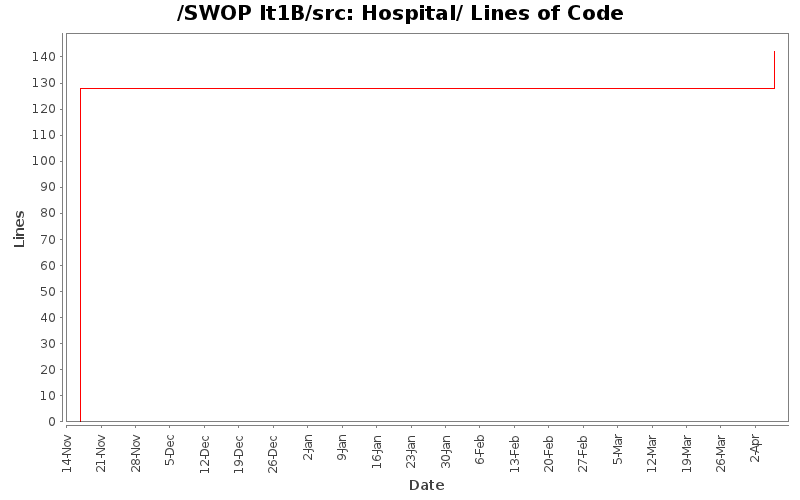 /SWOP It1B/src: Hospital/ Lines of Code
140
130
120
110
100
90
80
70
60
50
40
30
20
10
0
Lines
14-Nov
21-Nov
28-Nov
5-Dec
12-Dec
19-Dec
26-Dec
2-Jan
9-Jan
16-Jan
23-Jan
30-Jan
6-Feb
13-Feb
20-Feb
27-Feb
5-Mar
12-Mar
19-Mar
26-Mar
2-Apr
Date